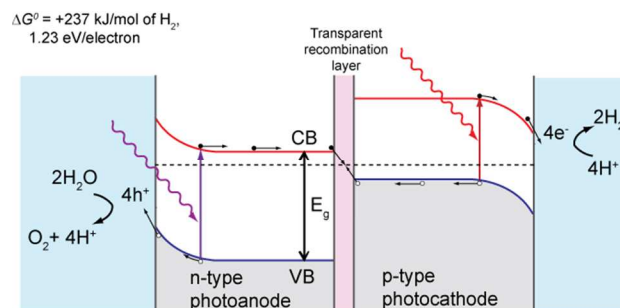 ΔG⁰ = +237 kJ/mol of H₂,
1.23 eV/electron
Transparent
recombination
layer
CB
4e⁻
2H₂
4H⁺
2H₂O
4h⁺
O₂+ 4H⁺
E_g
n-type
photoanode
VB
p-type
photocathode